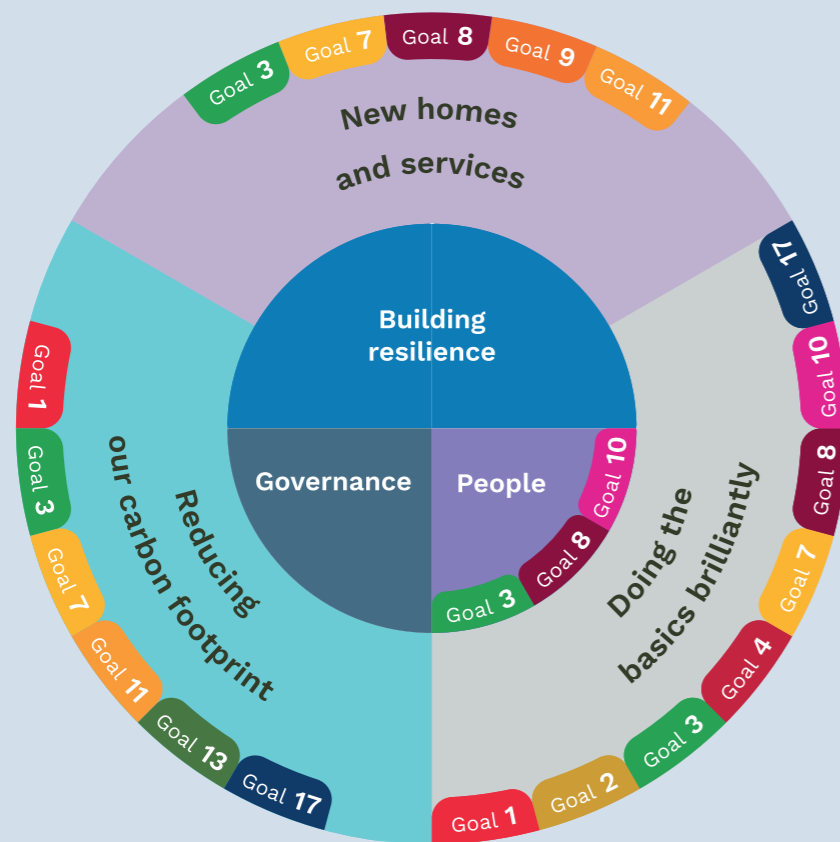 Goal 3
Goal 7
Goal 8
Goal 9
Goal 11
New homes
and services
Goal 17
Goal 10
Goal 8
Goal 7
Goal 4
Goal 3
Goal 2
Goal 1
Doing the
basics brilliantly
Goal 1
Goal 3
Goal 7
Goal 11
Goal 13
Goal 17
Reducing
our carbon footprint
Building
resilience
Governance
People
Goal 10
Goal 8
Goal 3